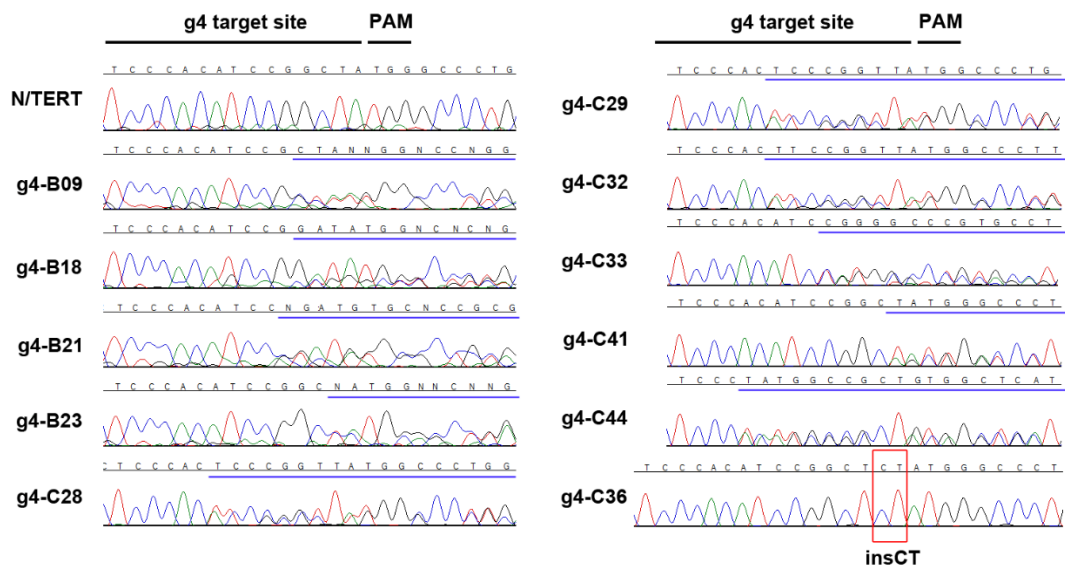 g4 target site PAM
T C C C A C A T C C G G C T A T G G G C C C T G
N/TERT
T C C C A C A T C C G C T A N N G G N C C N G G
g4-B09
T C C C A C A T C C G G A T A T G G N C N C N G
g4-B18
T C C C A C A T C C N G A T G T G C N C C G C G
g4-B21
T C C C A C A T C C G G C N A T G G N N C N N G
g4-B23
C T C C C A C T C C C G G T T A T G G C C C T G G
g4-C28
g4 target site PAM
T C C C A C T C C C G G T T A T G G C C C T G
g4-C29
T C C C A C T T C C G G T T A T G G C C C T T
g4-C32
T C C C A C A T C C G G G G C C C G T G C C T
g4-C33
T C C C A C A T C C G G C T A T G G G C C C T
g4-C41
T C C C T A T G G C C G C T G T G G C T C A T
g4-C44
T C C C A C A T C C G G C T C T A T G G G C C C T
g4-C36
insCT